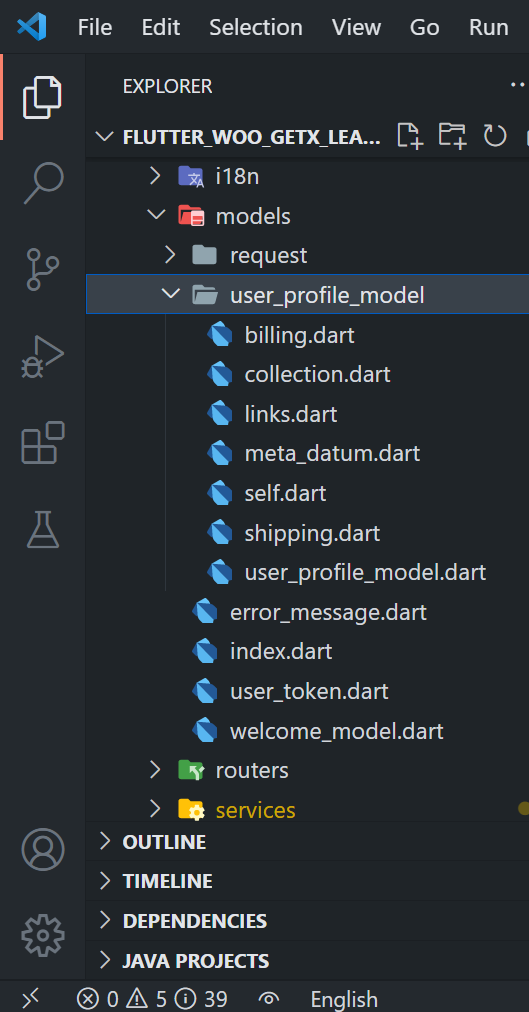 File Edit Selection View Go Run
EXPLORER
FLUTTER_WOO_GETX_LEA...
i18n
models
request
user_profile_model
billing.dart
collection.dart
links.dart
meta_datum.dart
self.dart
shipping.dart
user_profile_model.dart
error_message.dart
index.dart
user_token.dart
welcome_model.dart
routers
services
OUTLINE
TIMELINE
DEPENDENCIES
JAVA PROJECTS
0 5 39 English